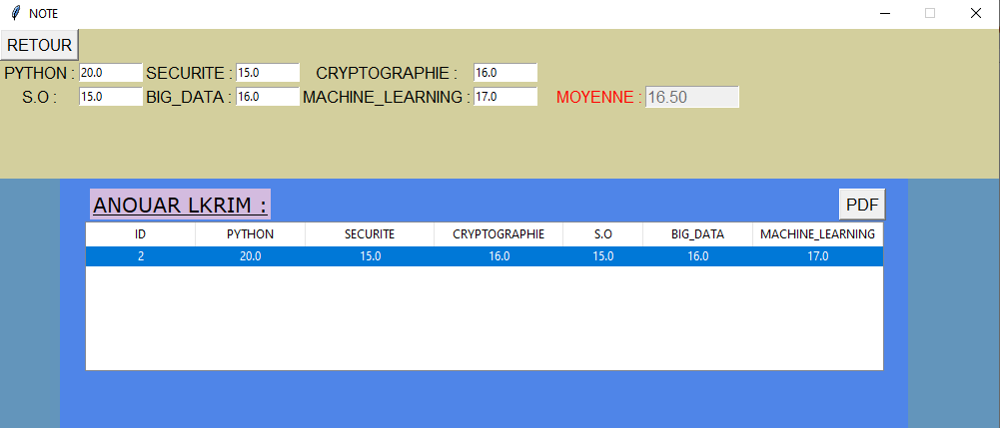 NOTE
RETOUR
PYTHON : 20.0 SECURITE : 15.0 CRYPTOGRAPHIE : 16.0
S.O : 15.0 BIG_DATA : 16.0 MACHINE_LEARNING : 17.0 MOYENNE : 16.50
ANOUAR LKRIM : PDF
ID PYTHON SECURITE CRYPTOGRAPHIE S.O BIG_DATA MACHINE_LEARNING
2 20.0 15.0 16.0 15.0 16.0 17.0